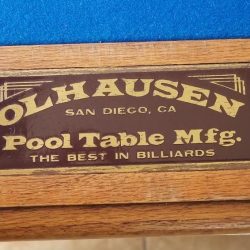 OLHAUSEN
SAN DIEGO, CA
Pool Table Mfg.
THE BEST IN BILLIARDS